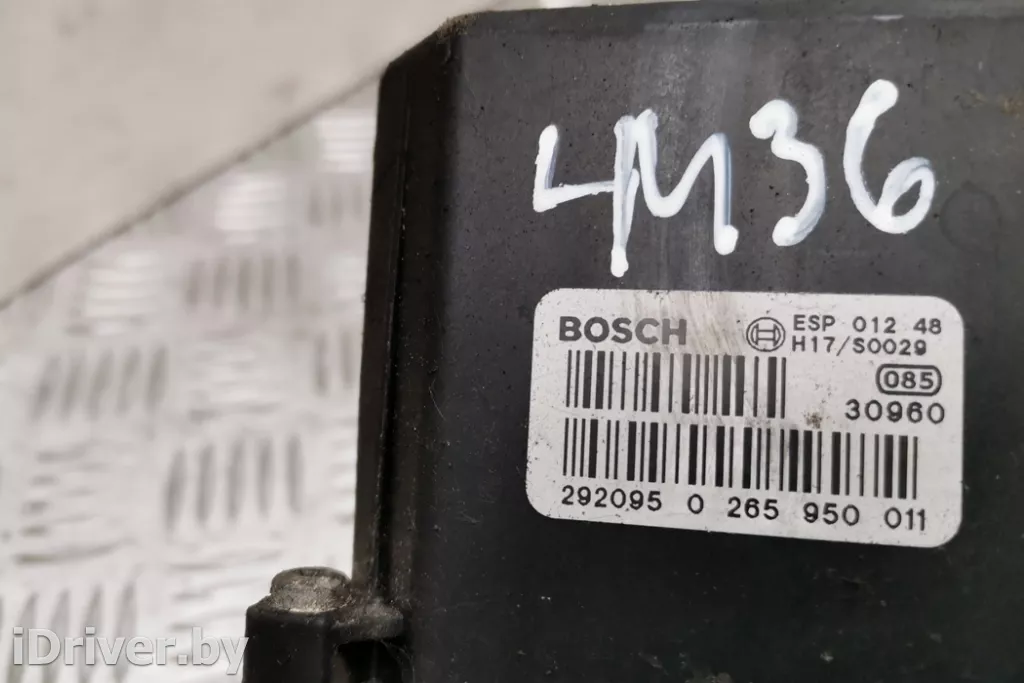 4M36
BOSCH
ESP 012 48
H17/S0029
085
30960
292095 0 265 950 011
iDriver.by